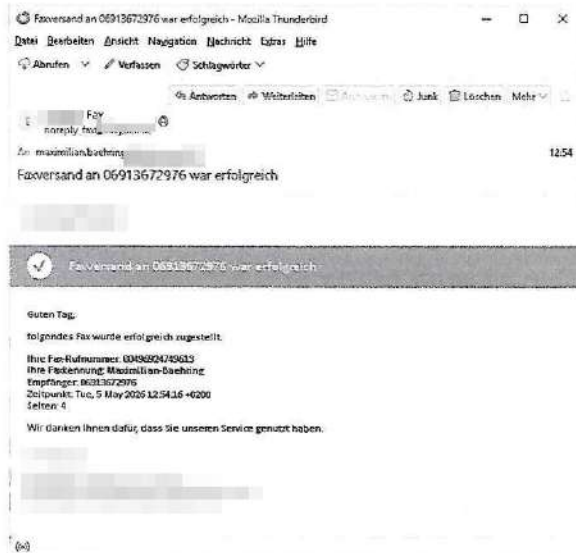 Faxversand an 06913672976 war erfolgreich - Mozilla Thunderbird
Datei Bearbeiten Ansicht Navigation Nachricht Extras Hilfe
Abrufen Verfassen Schlagwörter
Antworten Weiterleiten Archivieren Junk Löschen Mehr
Fax
noreply
An maximilian.baehring
12:54
Faxversand an 06913672976 war erfolgreich
Faxversand an 06913672976 war erfolgreich
Guten Tag,
folgendes Fax wurde erfolgreich zugestellt.
Ihre Fax-Rufnummer: 00496924749613
Ihre Faxkennung: Maximilian-Baehring
Empfänger: 06913672976
Zeitpunkt: Tue, 5 May 2026 12:54:16 +0200
Seiten: 4
Wir danken Ihnen dafür, dass Sie unseren Service genutzt haben.